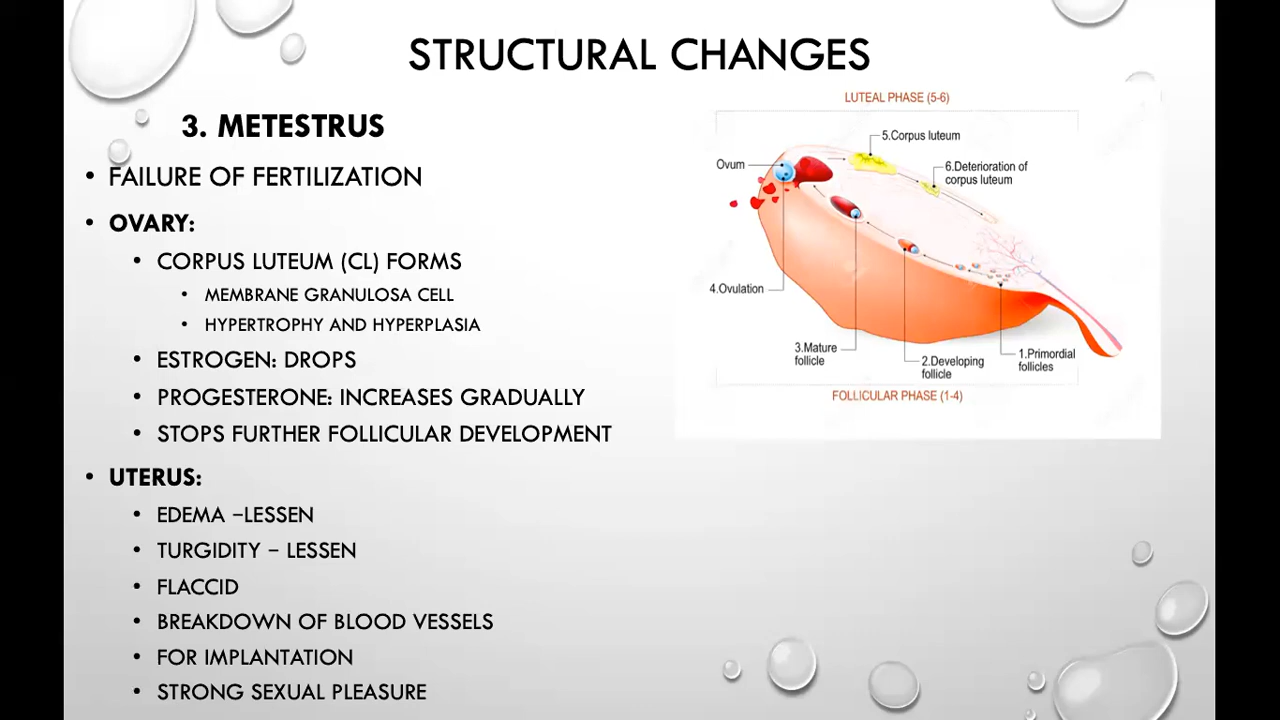 STRUCTURAL CHANGES
3. METESTRUS
• FAILURE OF FERTILIZATION
• OVARY:
• CORPUS LUTEUM (CL) FORMS
• MEMBRANE GRANULOSA CELL
• HYPERTROPHY AND HYPERPLASIA
• ESTROGEN: DROPS
• PROGESTERONE: INCREASES GRADUALLY
• STOPS FURTHER FOLLICULAR DEVELOPMENT
• UTERUS:
• EDEMA –LESSEN
• TURGIDITY – LESSEN
• FLACCID
• BREAKDOWN OF BLOOD VESSELS
• FOR IMPLANTATION
• STRONG SEXUAL PLEASURE
LUTEAL PHASE (5-6)
5.Corpus luteum
Ovum
6.Deterioration of
corpus luteum
4.Ovulation
3.Mature
follicle
2.Developing
follicle
1.Primordial
follicles
FOLLICULAR PHASE (1-4)